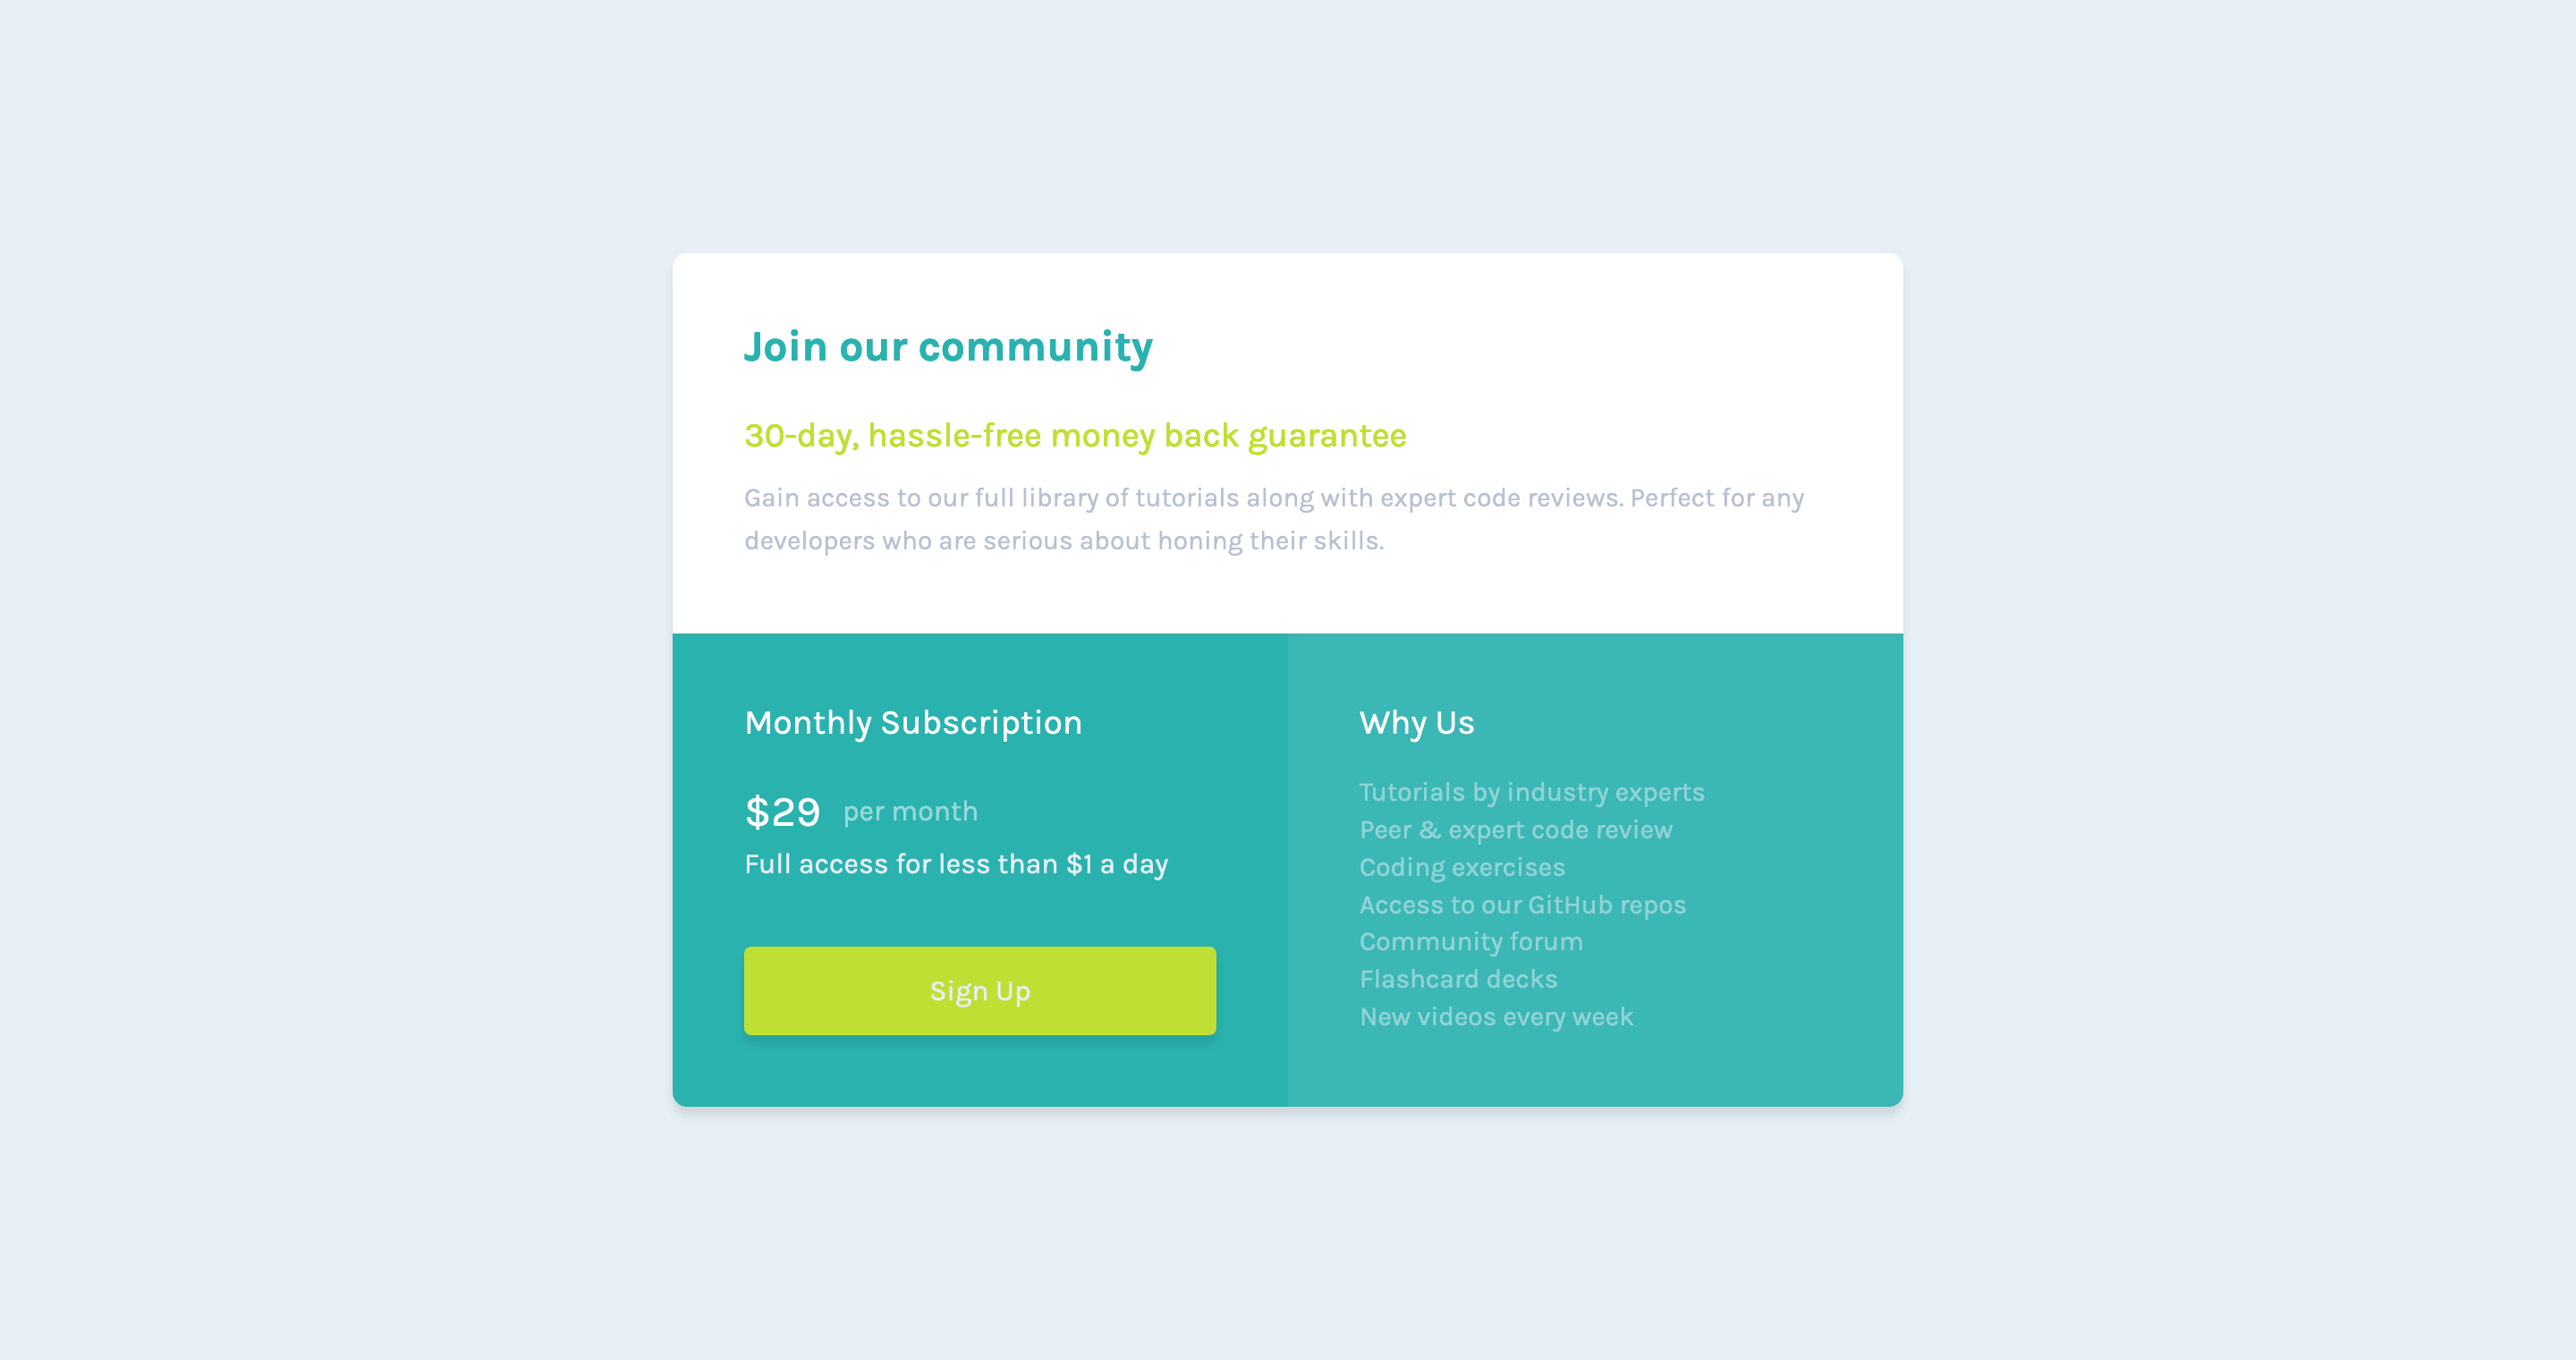 Join our community
30-day, hassle-free money back guarantee
Gain access to our full library of tutorials along with expert code reviews. Perfect for any
developers who are serious about honing their skills.
Monthly Subscription
$29 per month
Full access for less than $1 a day
Sign Up
Why Us
Tutorials by industry experts
Peer & expert code review
Coding exercises
Access to our GitHub repos
Community forum
Flashcard decks
New videos every week